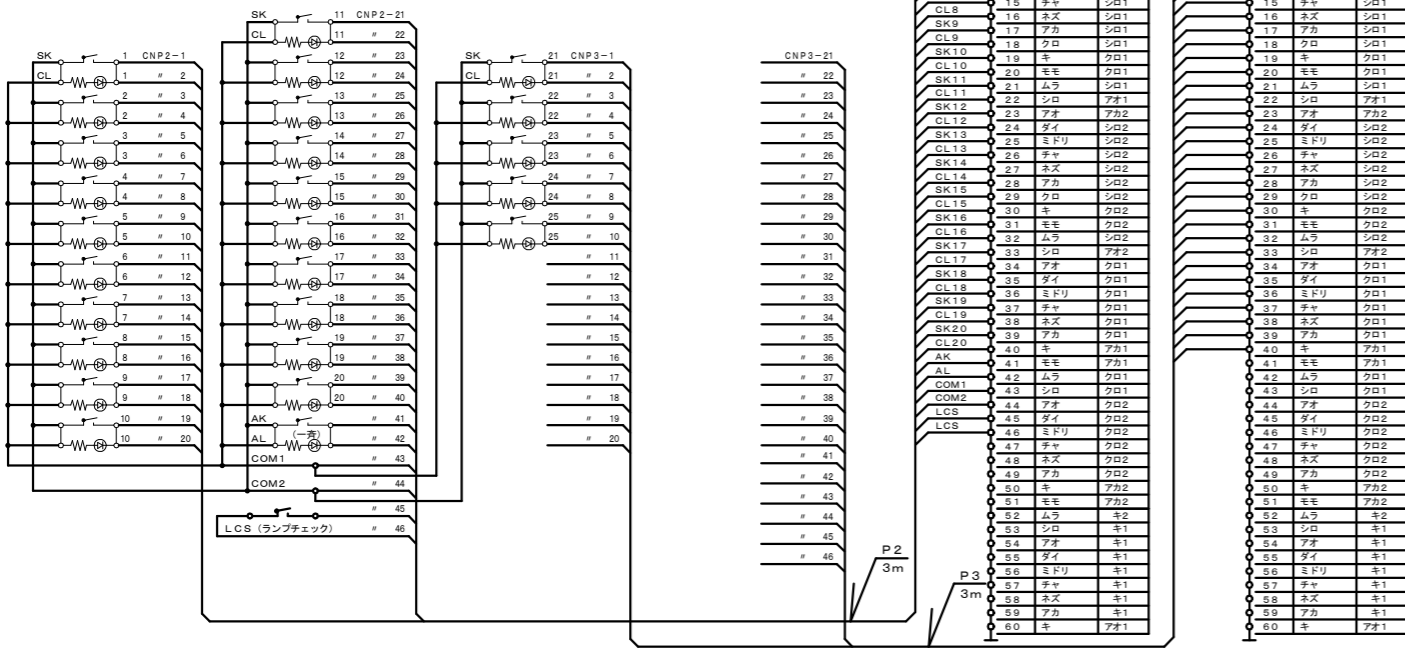 SK 1 CNP2-1
CL 1 〃 2
2 〃 3
2 〃 4
3 〃 5
3 〃 6
4 〃 7
4 〃 8
5 〃 9
5 〃 10
6 〃 11
6 〃 12
7 〃 13
7 〃 14
8 〃 15
8 〃 16
9 〃 17
9 〃 18
10 〃 19
10 〃 20
SK 11 CNP2-21
CL 11 〃 22
12 〃 23
12 〃 24
13 〃 25
13 〃 26
14 〃 27
14 〃 28
15 〃 29
15 〃 30
16 〃 31
16 〃 32
17 〃 33
17 〃 34
18 〃 35
18 〃 36
19 〃 37
19 〃 38
20 〃 39
20 〃 40
AK 〃 41
(一斉)
AL 〃 42
COM1 〃 43
COM2 〃 44
〃 45
LCS (ランプチェック) 〃 46
SK 21 CNP3-1
CL 21 〃 2
22 〃 3
22 〃 4
23 〃 5
23 〃 6
24 〃 7
24 〃 8
25 〃 9
25 〃 10
〃 11
〃 12
〃 13
〃 14
〃 15
〃 16
〃 17
〃 18
〃 19
〃 20
CNP3-21
〃 22
〃 23
〃 24
〃 25
〃 26
〃 27
〃 28
〃 29
〃 30
〃 31
〃 32
〃 33
〃 34
〃 35
〃 36
〃 37
〃 38
〃 39
〃 40
〃 41
〃 42
〃 43
〃 44
〃 45
〃 46
P2
3m
P3
3m
15 チャ シロ1
CL8 16 ネズ シロ1
SK9 17 アカ シロ1
CL9 18 クロ シロ1
SK10 19 キ クロ1
CL10 20 モモ クロ1
SK11 21 ムラ シロ1
CL11 22 シロ アオ1
SK12 23 アオ アカ2
CL12 24 ダイ シロ2
SK13 25 ミドリ シロ2
CL13 26 チャ シロ2
SK14 27 ネズ シロ2
CL14 28 アカ シロ2
SK15 29 クロ シロ2
CL15 30 キ クロ2
SK16 31 モモ クロ2
CL16 32 ムラ シロ2
SK17 33 シロ アオ2
CL17 34 アオ クロ1
SK18 35 ダイ クロ1
CL18 36 ミドリ クロ1
SK19 37 チャ クロ1
CL19 38 ネズ クロ1
SK20 39 アカ クロ1
CL20 40 キ アカ1
AK 41 モモ アカ1
AL 42 ムラ クロ1
COM1 43 シロ クロ1
COM2 44 アオ クロ2
LCS 45 ダイ クロ2
LCS 46 ミドリ クロ2
47 チャ クロ2
48 ネズ クロ2
49 アカ クロ2
50 キ アカ2
51 モモ アカ2
52 ムラ キ2
53 シロ キ1
54 アオ キ1
55 ダイ キ1
56 ミドリ キ1
57 チャ キ1
58 ネズ キ1
59 アカ キ1
60 キ アオ1
15 チャ シロ1
16 ネズ シロ1
17 アカ シロ1
18 クロ シロ1
19 キ クロ1
20 モモ クロ1
21 ムラ シロ1
22 シロ アオ1
23 アオ アカ2
24 ダイ シロ2
25 ミドリ シロ2
26 チャ シロ2
27 ネズ シロ2
28 アカ シロ2
29 クロ シロ2
30 キ クロ2
31 モモ クロ2
32 ムラ シロ2
33 シロ アオ2
34 アオ クロ1
35 ダイ クロ1
36 ミドリ クロ1
37 チャ クロ1
38 ネズ クロ1
39 アカ クロ1
40 キ アカ1
41 モモ アカ1
42 ムラ クロ1
43 シロ クロ1
44 アオ クロ2
45 ダイ クロ2
46 ミドリ クロ2
47 チャ クロ2
48 ネズ クロ2
49 アカ クロ2
50 キ アカ2
51 モモ アカ2
52 ムラ キ2
53 シロ キ1
54 アオ キ1
55 ダイ キ1
56 ミドリ キ1
57 チャ キ1
58 ネズ キ1
59 アカ キ1
60 キ アオ1